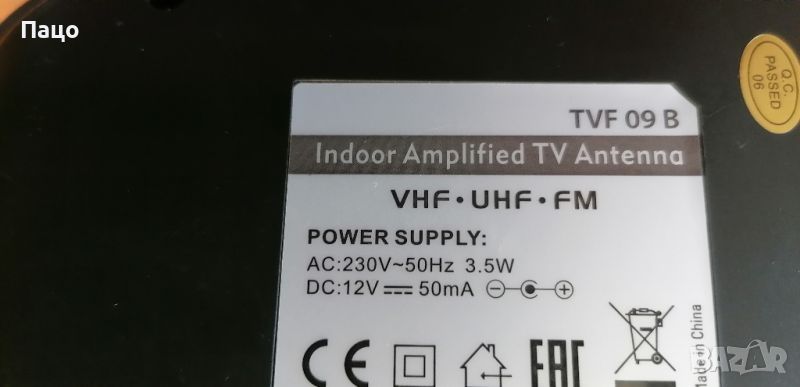 Пацо
Q.C.
PASSED
06
TVF 09 B
Indoor Amplified TV Antenna
VHF·UHF·FM
POWER SUPPLY:
AC:230V~50Hz 3.5W
DC:12V⎓50mA
CE
EAC
Made in China
BAZAR